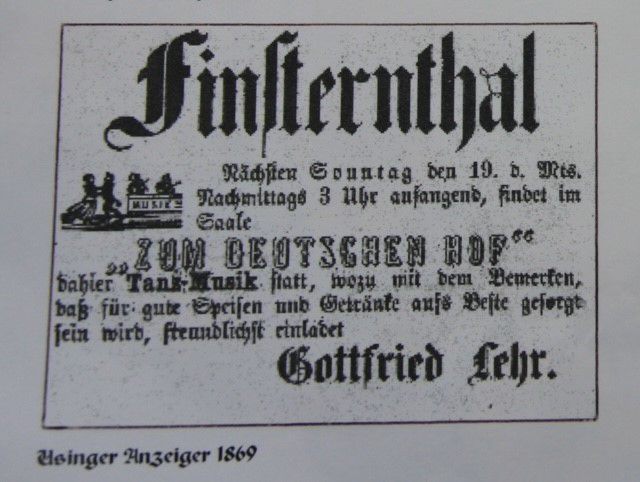 Finsternthal
Nächsten Sonntag den 19. d. Mts.
Nachmittags 3 Uhr anfangend, findet im
MUSIK
Saale
„ZUM DEUTSCHEN HOF“
dahier Tanz-Musik statt, wozu mit dem Bemerken,
daß für gute Speisen und Getränke aufs Beste gesorgt
sein wird, freundlichst einladet
Gottfried Lehr.
Usinger Anzeiger 1869